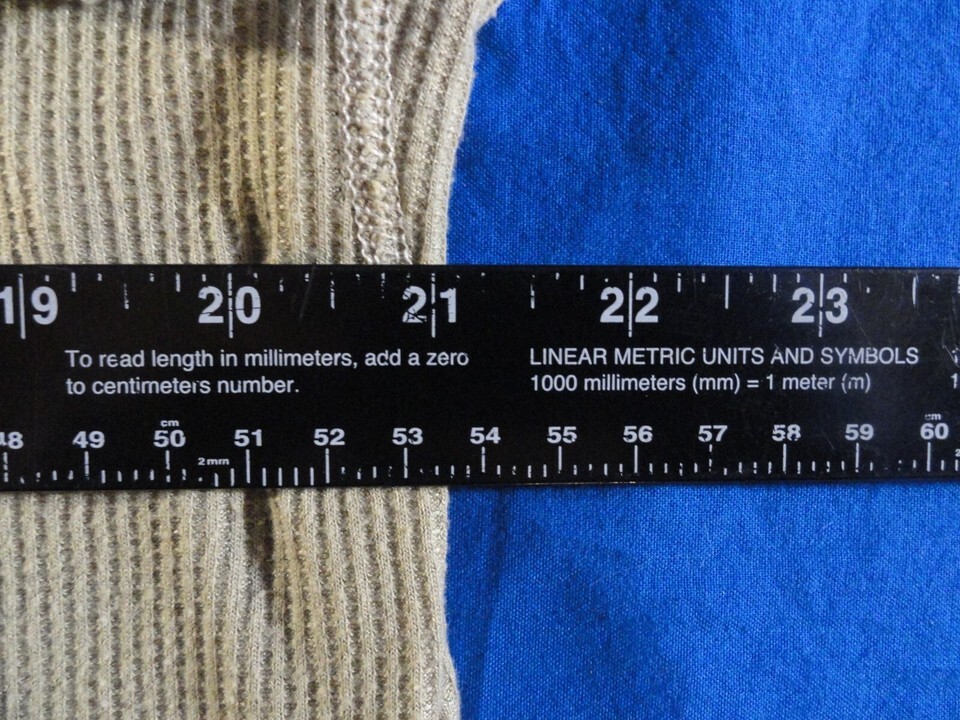 19 20 21 22 23
To read length in millimeters, add a zero
to centimeters number.
LINEAR METRIC UNITS AND SYMBOLS
1000 millimeters (mm) = 1 meter (m)
cm cm
48 49 50 51 52 53 54 55 56 57 58 59 60
2mm